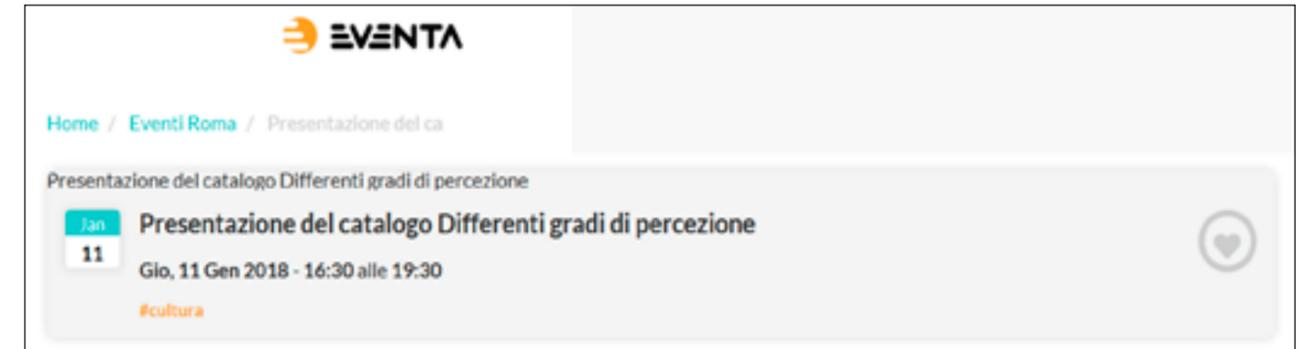 EVENTA
Home / Eventi Roma / Presentazione del ca
Presentazione del catalogo Differenti gradi di percezione
Jan
11
Presentazione del catalogo Differenti gradi di percezione
Gio, 11 Gen 2018 - 16:30 alle 19:30
#cultura